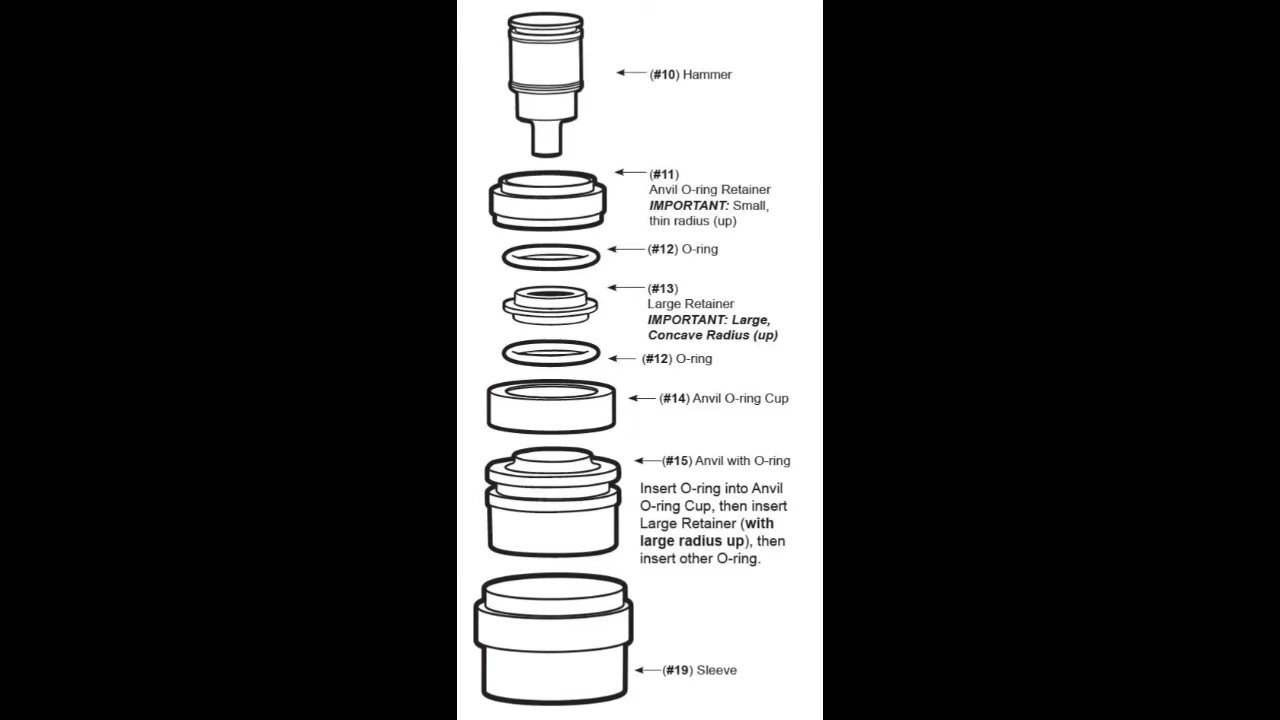 (#10) Hammer
(#11)
Anvil O-ring Retainer
IMPORTANT: Small,
thin radius (up)
(#12) O-ring
(#13)
Large Retainer
IMPORTANT: Large,
Concave Radius (up)
(#12) O-ring
(#14) Anvil O-ring Cup
(#15) Anvil with O-ring
Insert O-ring into Anvil
O-ring Cup, then insert
Large Retainer (with
large radius up), then
insert other O-ring.
(#19) Sleeve